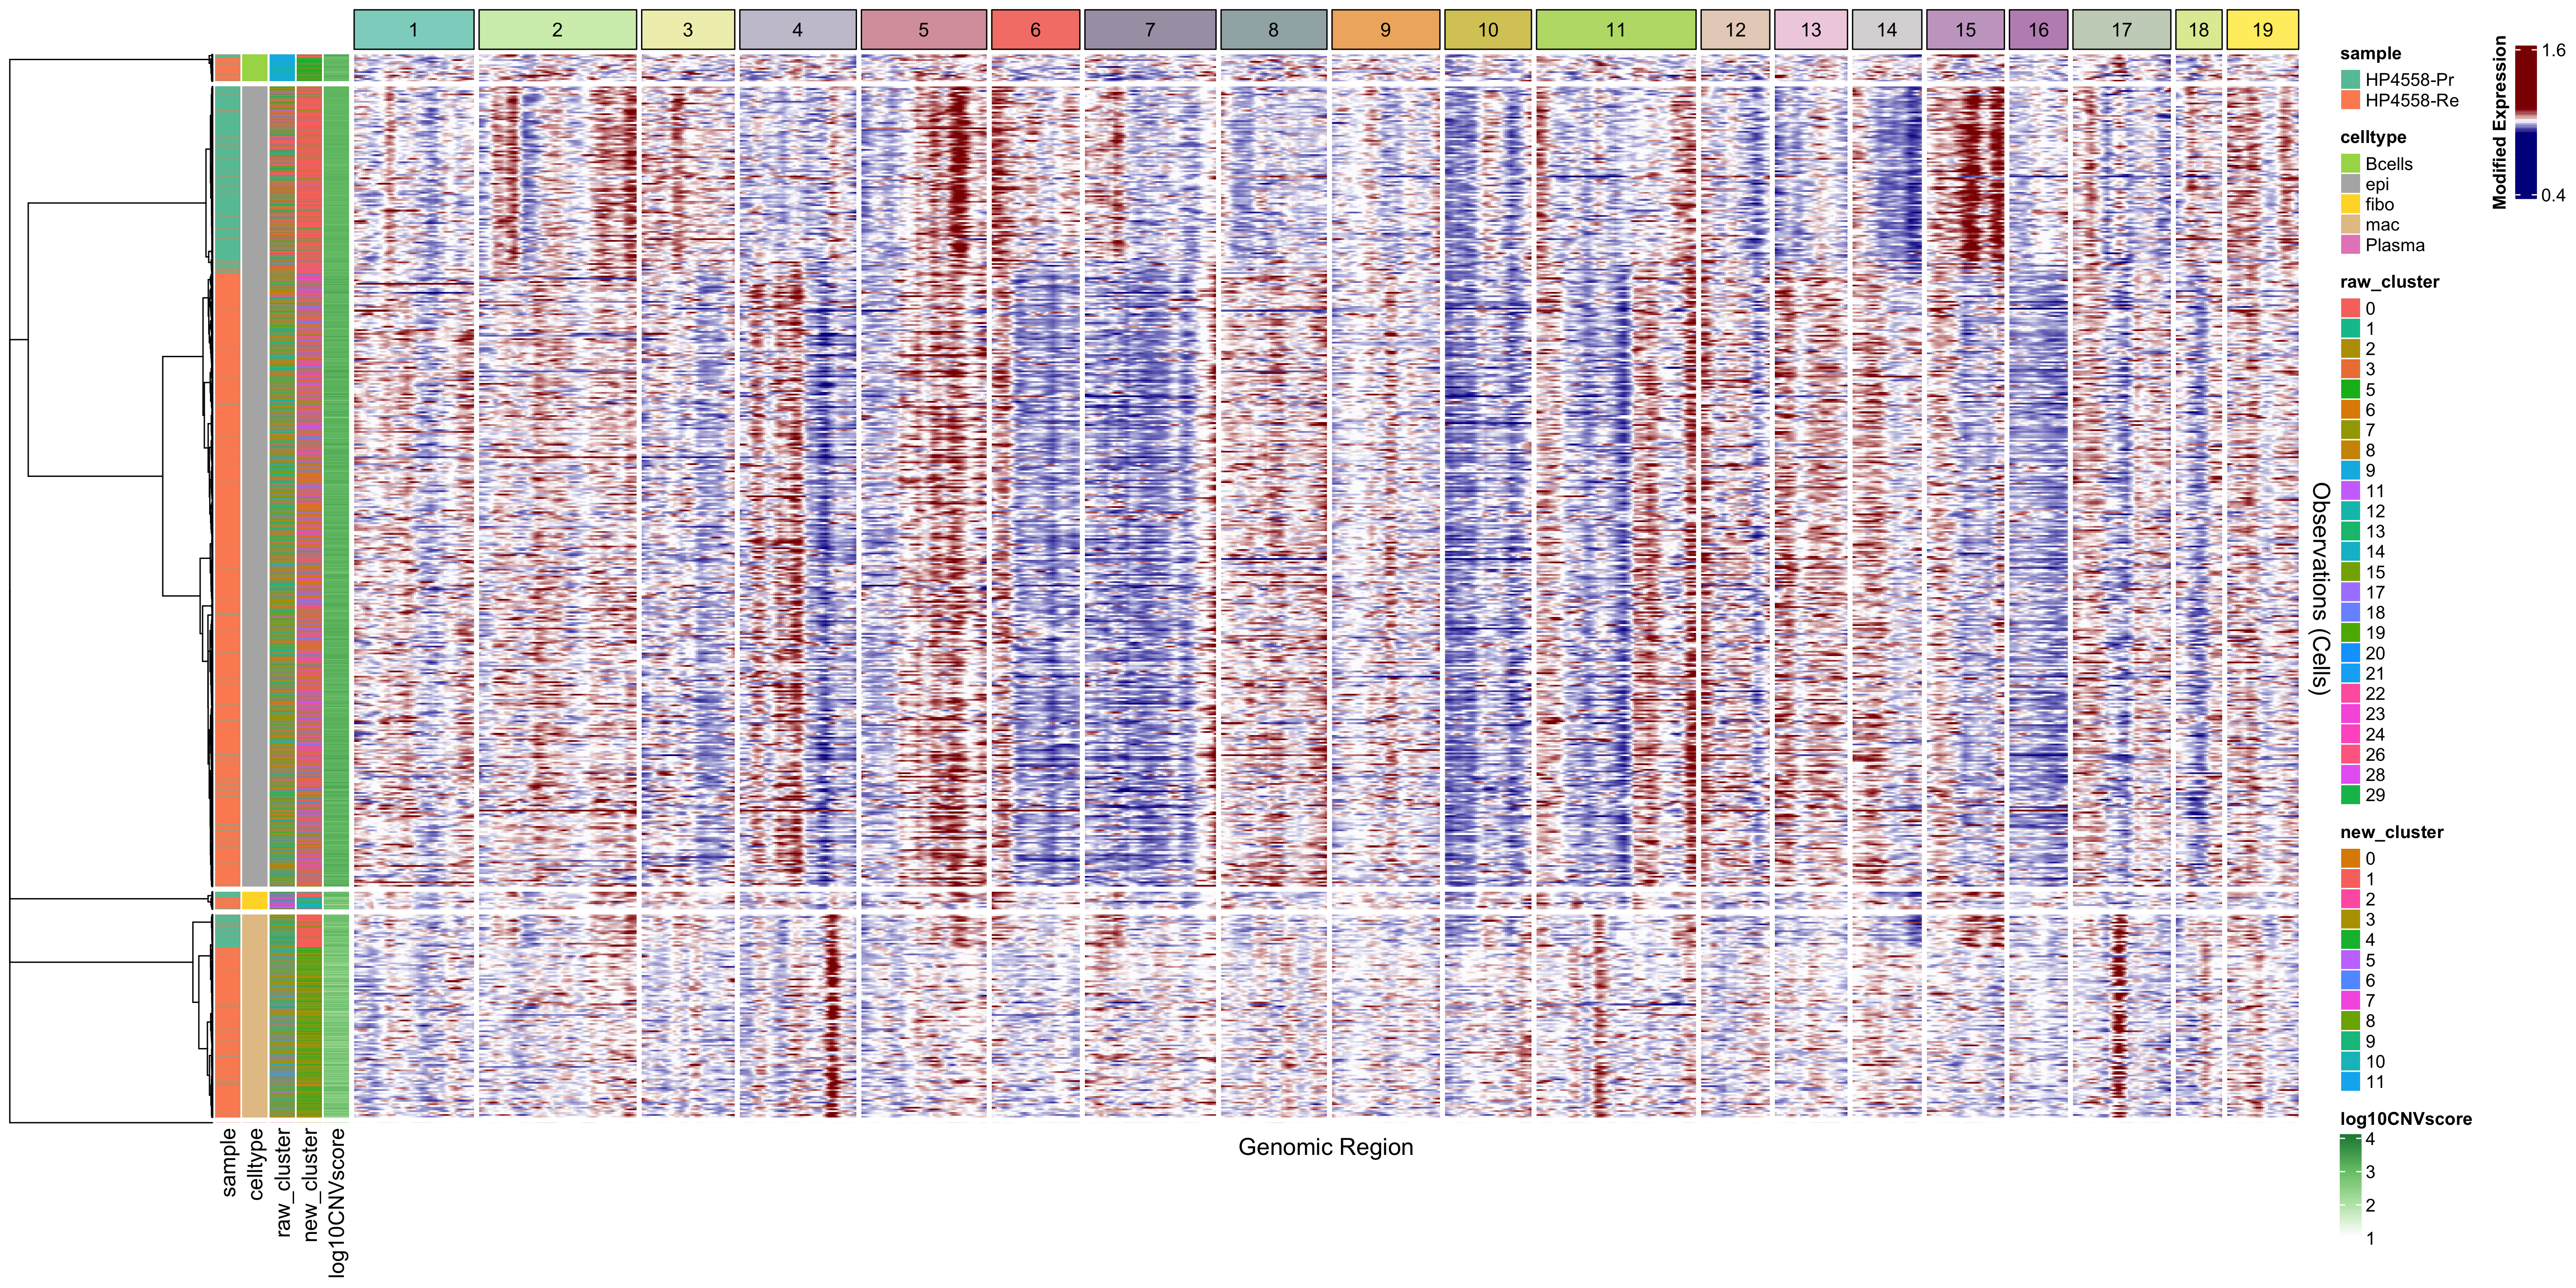 1 2 3 4 5 6 7 8 9 10 11 12 13 14 15 16 17 18 19
sample
HP4558-Pr
HP4558-Re
celltype
Bcells
epi
fibo
mac
Plasma
raw_cluster
0
1
2
3
5
6
7
8
9
11
12
13
14
15
17
18
19
20
21
22
23
24
26
28
29
new_cluster
0
1
2
3
4
5
6
7
8
9
10
11
log10CNVscore
4
3
2
1
Modified Expression
1.6
0.4
Observations (Cells)
Genomic Region
sample
celltype
raw_cluster
new_cluster
log10CNVscore